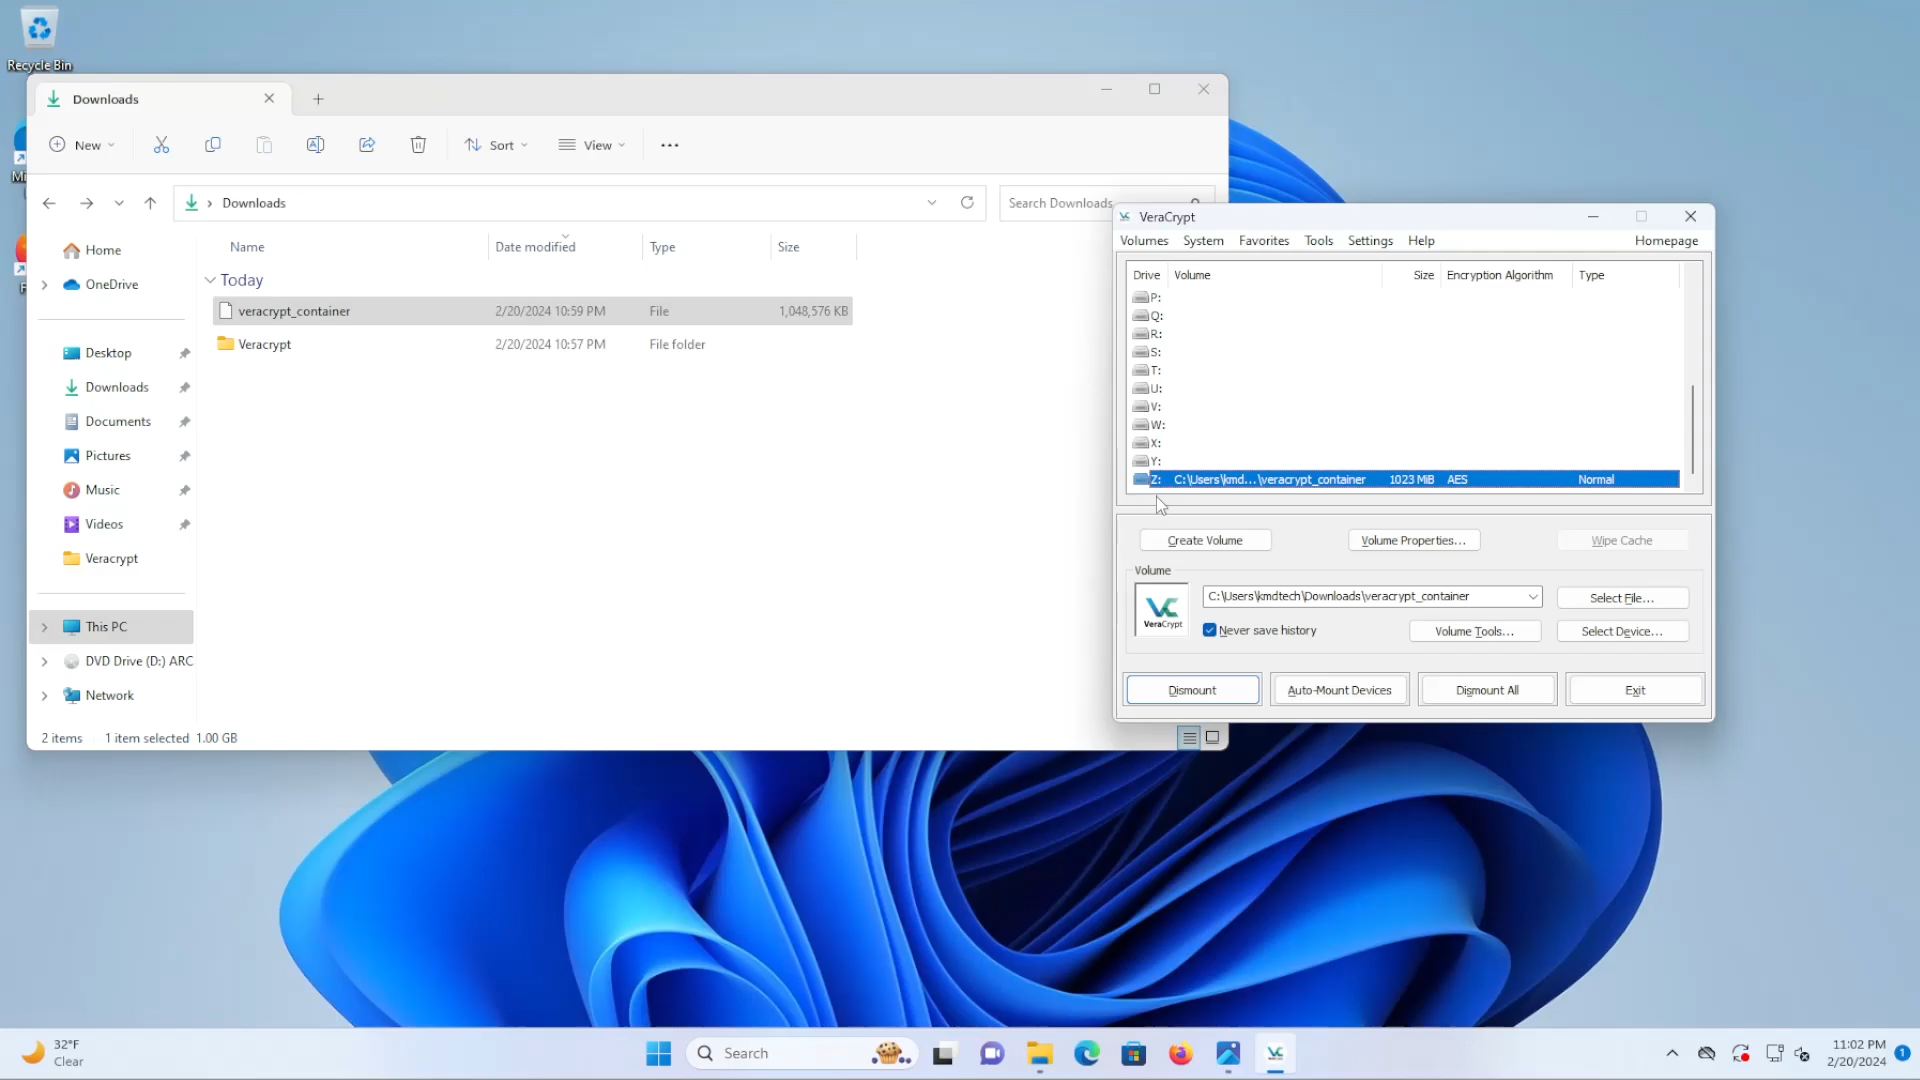 Recycle Bin
Downloads
New
Sort
View
Downloads
Search Downloads
Name Date modified Type Size
Home
OneDrive
Desktop
Downloads
Documents
Pictures
Music
Videos
Veracrypt
This PC
DVD Drive (D:) ARC
Network
Today
veracrypt_container 2/20/2024 10:59 PM File 1,048,576 KB
Veracrypt 2/20/2024 10:57 PM File folder
2 items 1 item selected 1.00 GB
VeraCrypt
Volumes System Favorites Tools Settings Help Homepage
Drive Volume Size Encryption Algorithm Type
P:
Q:
R:
S:
T:
U:
V:
W:
X:
Y:
Z: C:\Users\kmd...\veracrypt_container 1023 MiB AES Normal
Create Volume Volume Properties... Wipe Cache
Volume
VeraCrypt
C:\Users\kmdtech\Downloads\veracrypt_container Select File...
Never save history Volume Tools... Select Device...
Dismount Auto-Mount Devices Dismount All Exit
32°F
Clear
Search
11:02 PM
2/20/2024
1